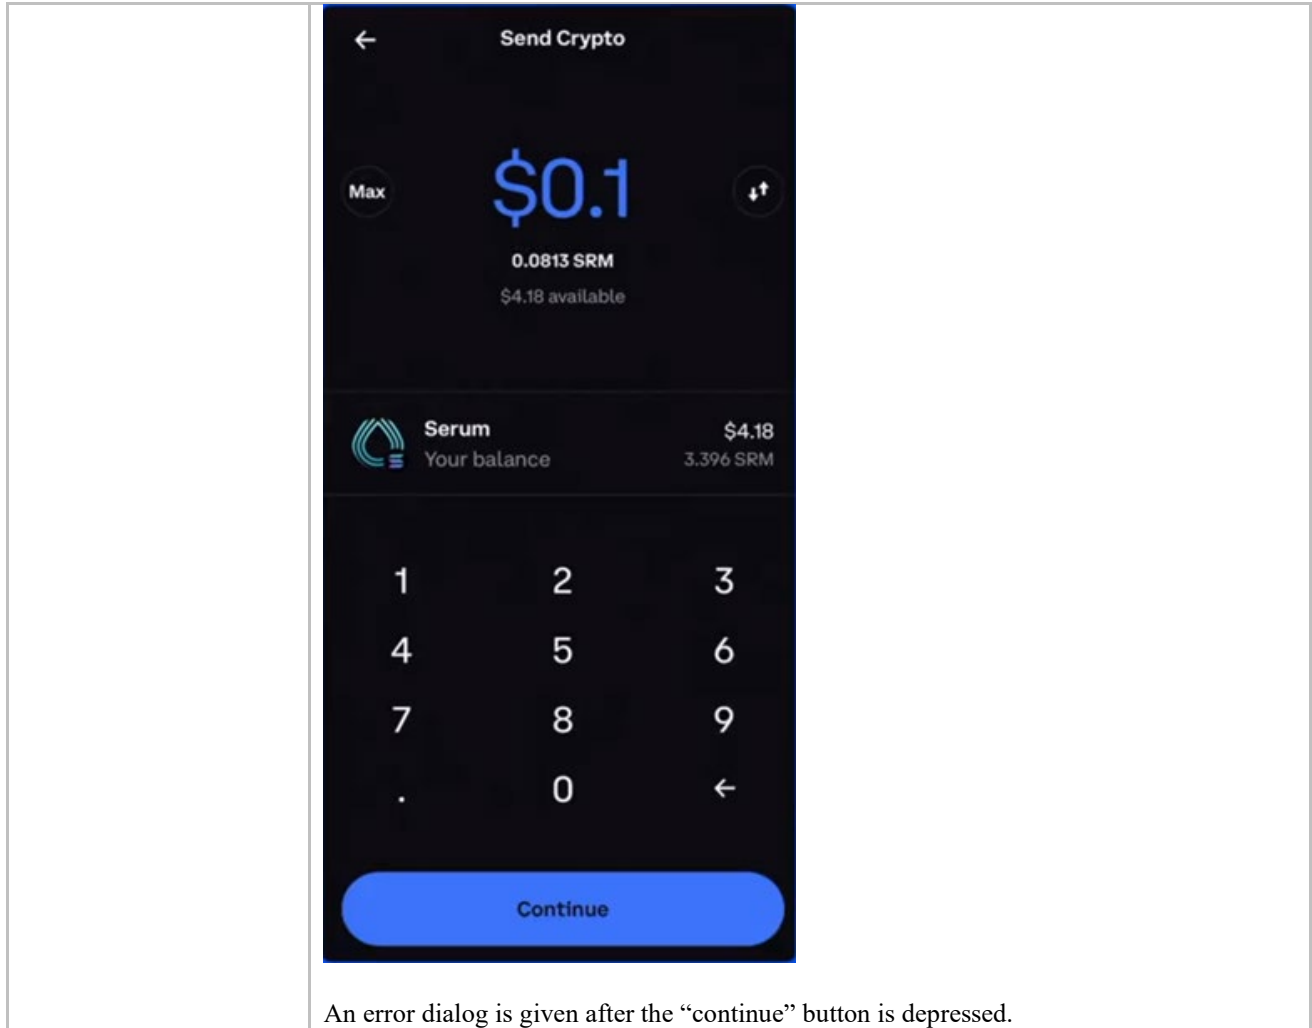 Send Crypto
Max
$0.1
0.0813 SRM
$4.18 available
Serum $4.18
Your balance 3.396 SRM
1 2 3
4 5 6
7 8 9
. 0
Continue
An error dialog is given after the “continue” button is depressed.